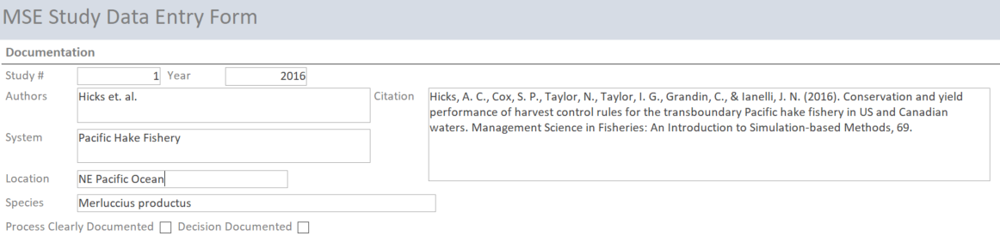 MSE Study Data Entry Form
Documentation
Study # 1 Year 2016
Authors Hicks et. al.
Citation Hicks, A. C., Cox, S. P., Taylor, N., Taylor, I. G., Grandin, C., & Ianelli, J. N. (2016). Conservation and yield
performance of harvest control rules for the transboundary Pacific hake fishery in US and Canadian
waters. Management Science in Fisheries: An Introduction to Simulation-based Methods, 69.
System Pacific Hake Fishery
Location NE Pacific Ocean
Species Merluccius productus
Process Clearly Documented Decision Documented